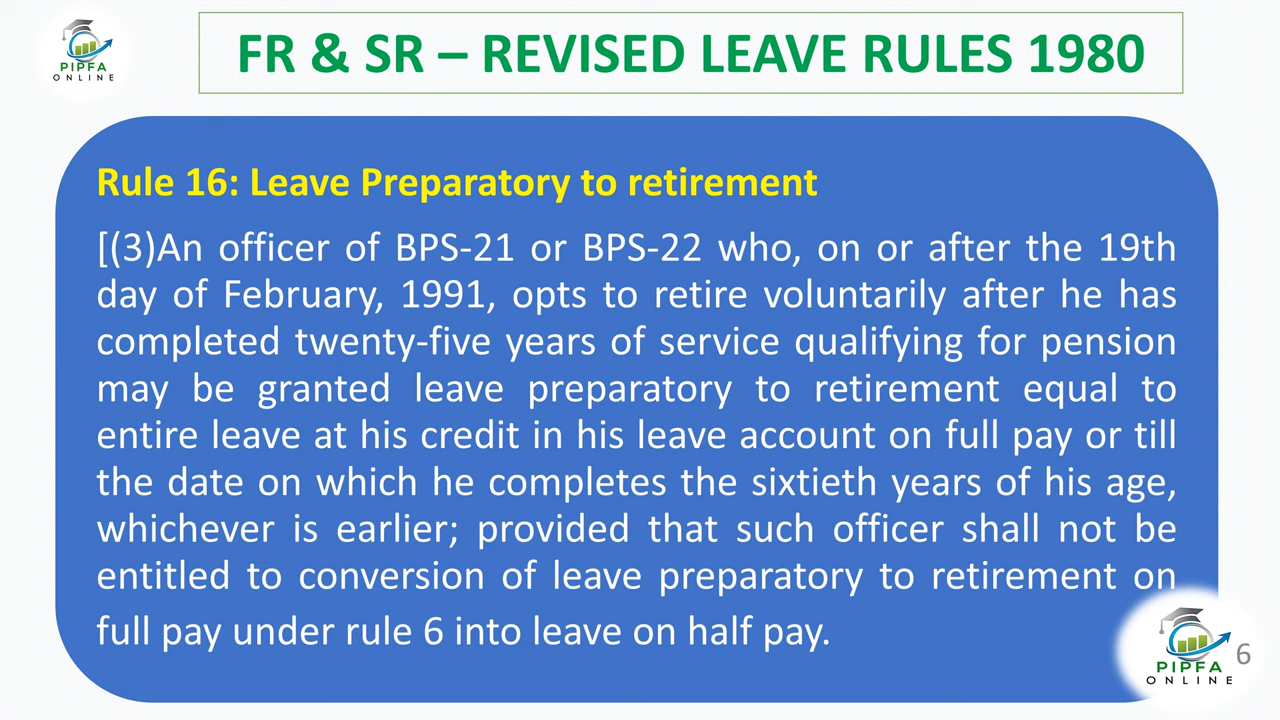 PIPFA
ONLINE
FR & SR – REVISED LEAVE RULES 1980
Rule 16: Leave Preparatory to retirement
[(3)An officer of BPS-21 or BPS-22 who, on or after the 19th
day of February, 1991, opts to retire voluntarily after he has
completed twenty-five years of service qualifying for pension
may be granted leave preparatory to retirement equal to
entire leave at his credit in his leave account on full pay or till
the date on which he completes the sixtieth years of his age,
whichever is earlier; provided that such officer shall not be
entitled to conversion of leave preparatory to retirement on
full pay under rule 6 into leave on half pay.
PIPFA
ONLINE
6